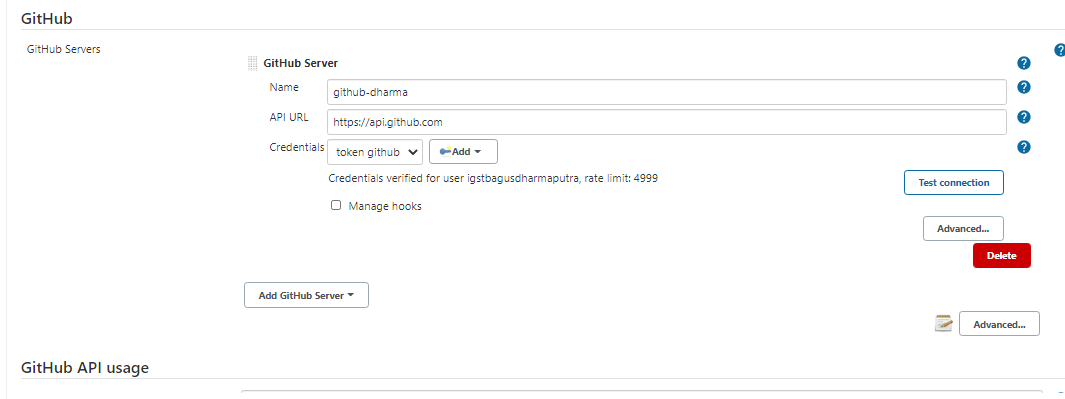 GitHub
GitHub Servers
?
GitHub Server
?
Name
github-dharma
?
API URL
https://api.github.com
?
Credentials
token github
Add
?
Credentials verified for user igstbagusdharmaputra, rate limit: 4999
Test connection
Manage hooks
Advanced...
Delete
Add GitHub Server
Advanced...
GitHub API usage